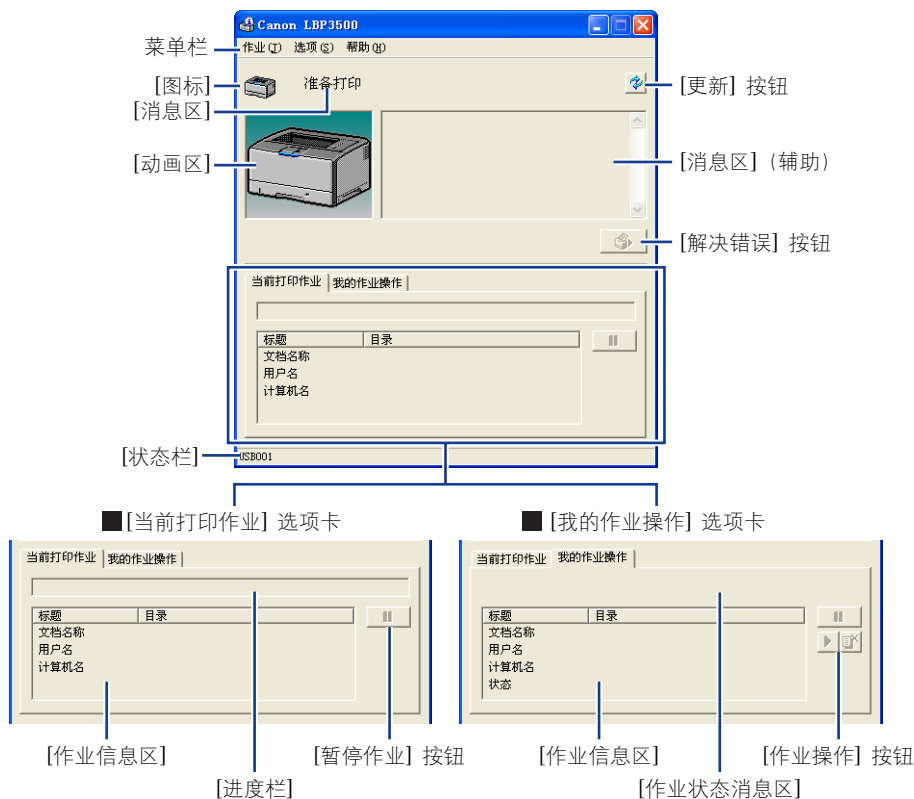 Canon LBP3500
菜单栏
作业(J) 选项(S) 帮助(H)
[图标]
准备打印
[更新] 按钮
[消息区]
[动画区]
[消息区]（辅助）
[解决错误] 按钮
当前打印作业 我的作业操作
标题 目录
文档名称
用户名
计算机名
[状态栏]
USB001
■[当前打印作业] 选项卡
■[我的作业操作] 选项卡
当前打印作业 我的作业操作
标题 目录
文档名称
用户名
计算机名
当前打印作业 我的作业操作
标题 目录
文档名称
用户名
计算机名
状态
[作业信息区]
[暂停作业] 按钮
[进度栏]
[作业信息区]
[作业操作] 按钮
[作业状态消息区]